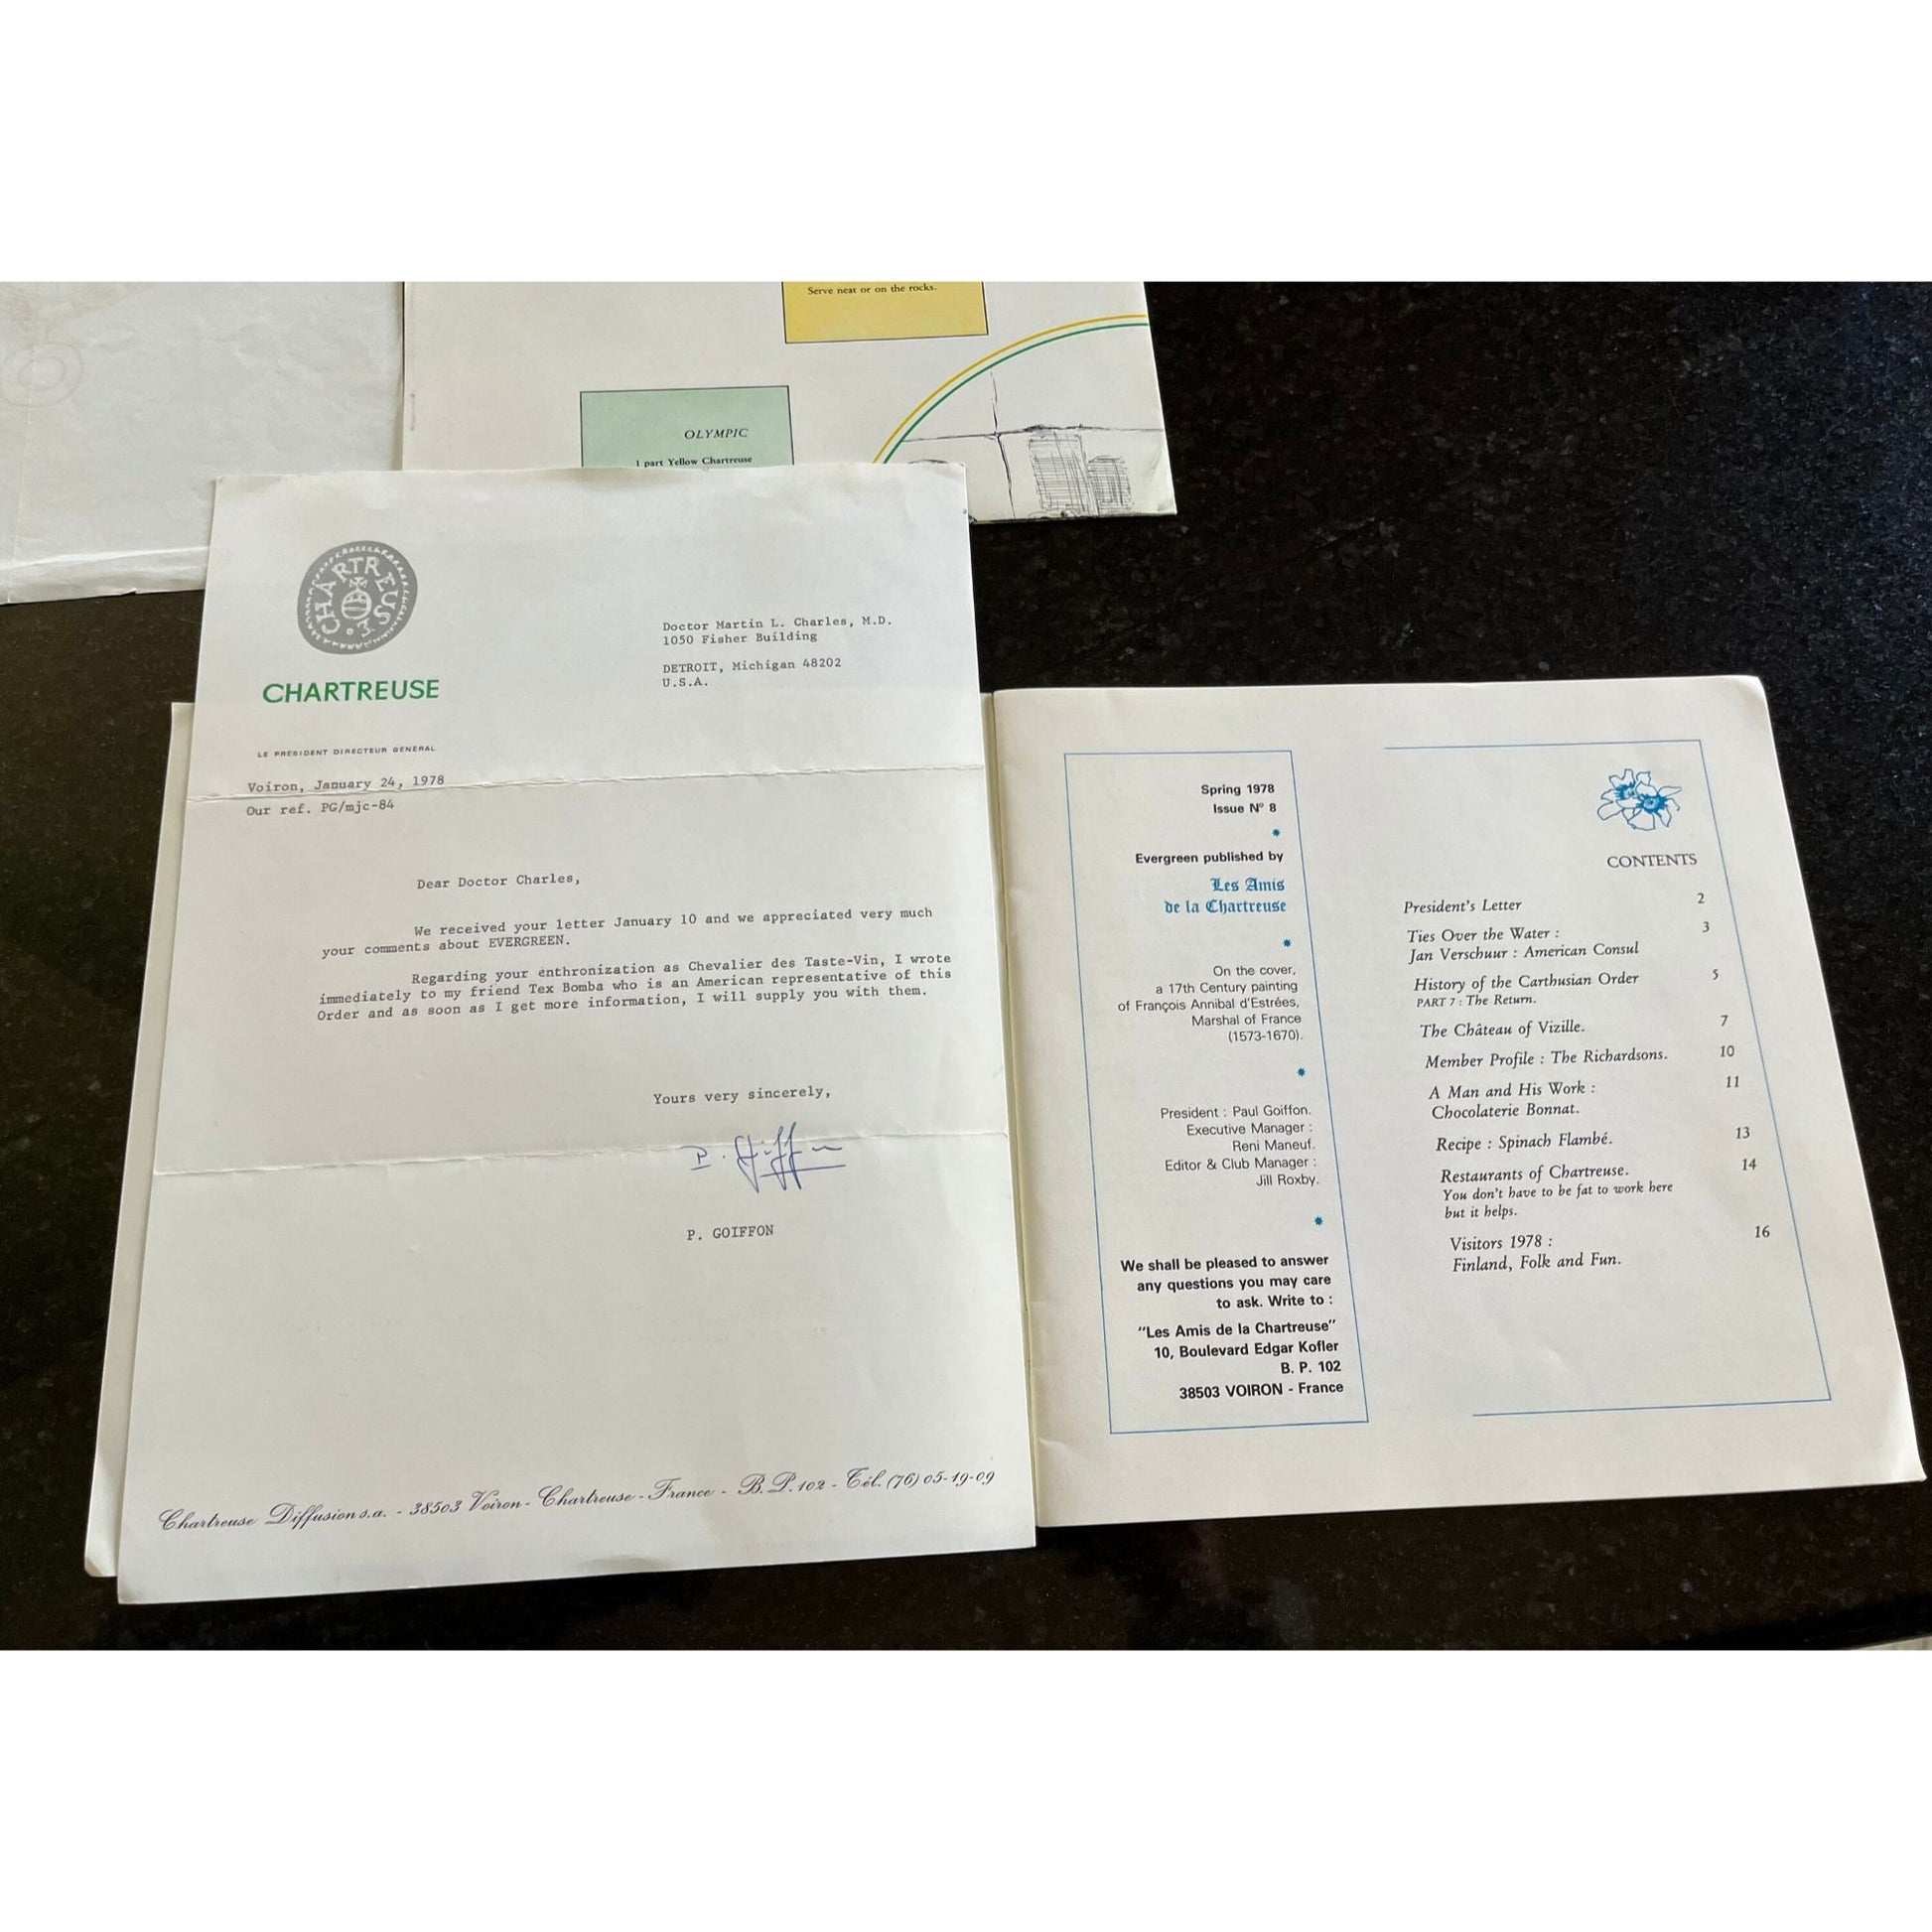 Serve neat or on the rocks.
OLYMPIC
1 part Yellow Chartreuse
CHARTREUSE
CHARTREUSE
LE PRESIDENT DIRECTEUR GENERAL
Doctor Martin L. Charles, M.D.
1050 Fisher Building
DETROIT, Michigan 48202
U.S.A.
Voiron, January 24, 1978
Our ref. PG/mjc-84
Dear Doctor Charles,
We received your letter January 10 and we appreciated very much
your comments about EVERGREEN.
Regarding your enthronization as Chevalier des Taste-Vin, I wrote
immediately to my friend Tex Bomba who is an American representative of this
Order and as soon as I get more information, I will supply you with them.
Yours very sincerely,
P. Goiffon
P. GOIFFON
Chartreuse Diffusion s.a. - 38503 Voiron - Chartreuse - France - B.P. 102 - Tél. (76) 05-19-09
Spring 1978
Issue N° 8
Evergreen published by
Les Amis
de la Chartreuse
On the cover,
a 17th Century painting
of François Annibal d'Estrées,
Marshal of France
(1573-1670).
President : Paul Goiffon.
Executive Manager :
Reni Maneuf.
Editor & Club Manager :
Jill Roxby.
We shall be pleased to answer
any questions you may care
to ask. Write to :
"Les Amis de la Chartreuse"
10, Boulevard Edgar Kofler
B. P. 102
38503 VOIRON - France
CONTENTS
President's Letter 2
Ties Over the Water : 3
Jan Verschuur : American Consul
History of the Carthusian Order 5
PART 7 : The Return.
The Château of Vizille. 7
Member Profile : The Richardsons. 10
A Man and His Work : 11
Chocolaterie Bonnat.
Recipe : Spinach Flambé. 13
Restaurants of Chartreuse. 14
You don't have to be fat to work here
but it helps.
Visitors 1978 : 16
Finland, Folk and Fun.